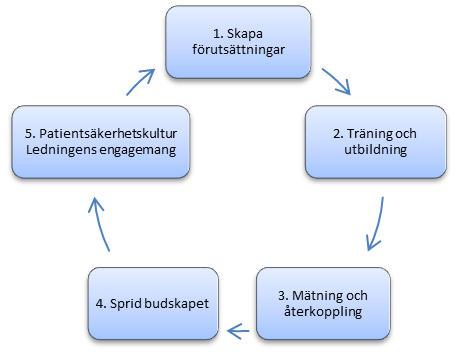 1. Skapa
förutsättningar
2. Träning och
utbildning
3. Mätning och
återkoppling
4. Sprid budskapet
5. Patientsäkerhetskultur
Ledningens engagemang